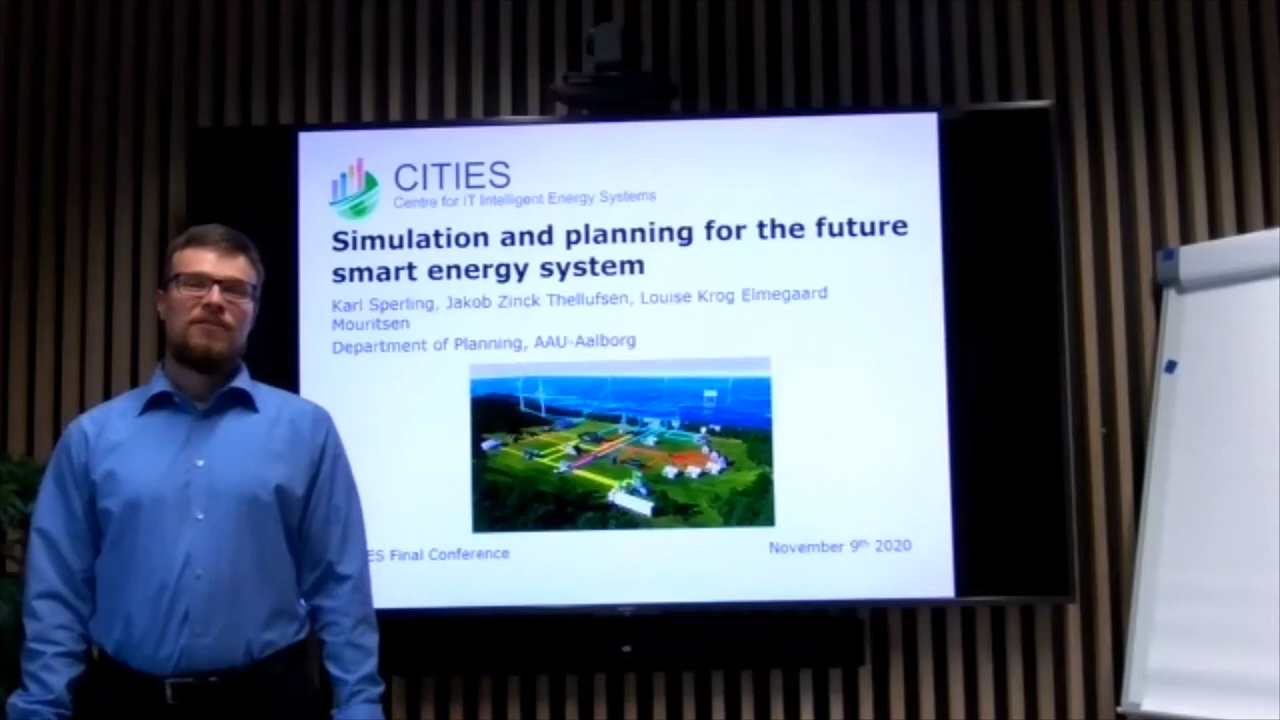 CITIES
Centre for IT Intelligent Energy Systems
Simulation and planning for the future
smart energy system
Karl Sperling, Jakob Zinck Thellufsen, Louise Krog Elmegaard
Mouritsen
Department of Planning, AAU-Aalborg
ES Final Conference
November 9th 2020